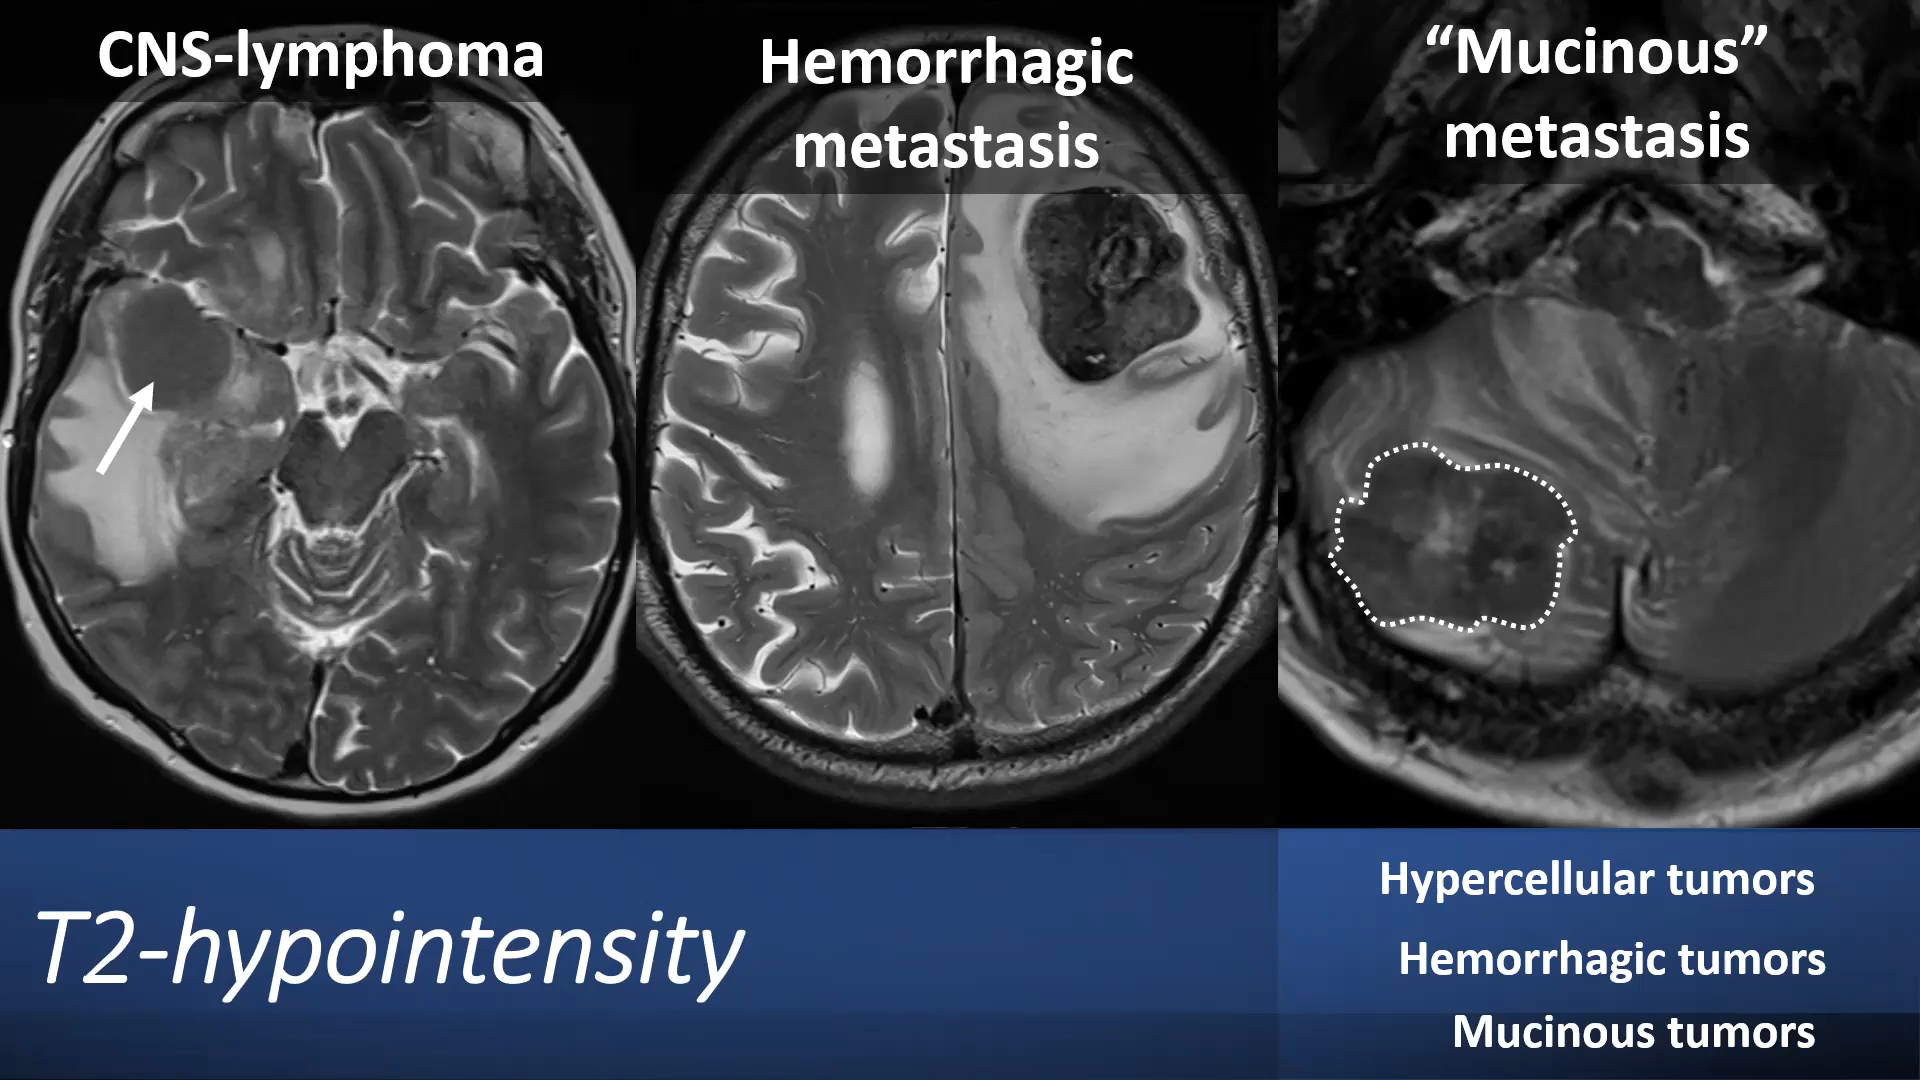 CNS-lymphoma
Hemorrhagic
metastasis
“Mucinous”
metastasis
T2-hypointensity
Hypercellular tumors
Hemorrhagic tumors
Mucinous tumors